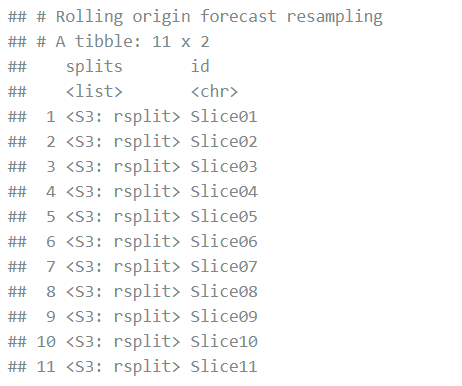 ## # Rolling origin forecast resampling
## # A tibble: 11 x 2
##    splits       id
##    <list>       <chr>
##  1 <S3: rsplit> Slice01
##  2 <S3: rsplit> Slice02
##  3 <S3: rsplit> Slice03
##  4 <S3: rsplit> Slice04
##  5 <S3: rsplit> Slice05
##  6 <S3: rsplit> Slice06
##  7 <S3: rsplit> Slice07
##  8 <S3: rsplit> Slice08
##  9 <S3: rsplit> Slice09
## 10 <S3: rsplit> Slice10
## 11 <S3: rsplit> Slice11